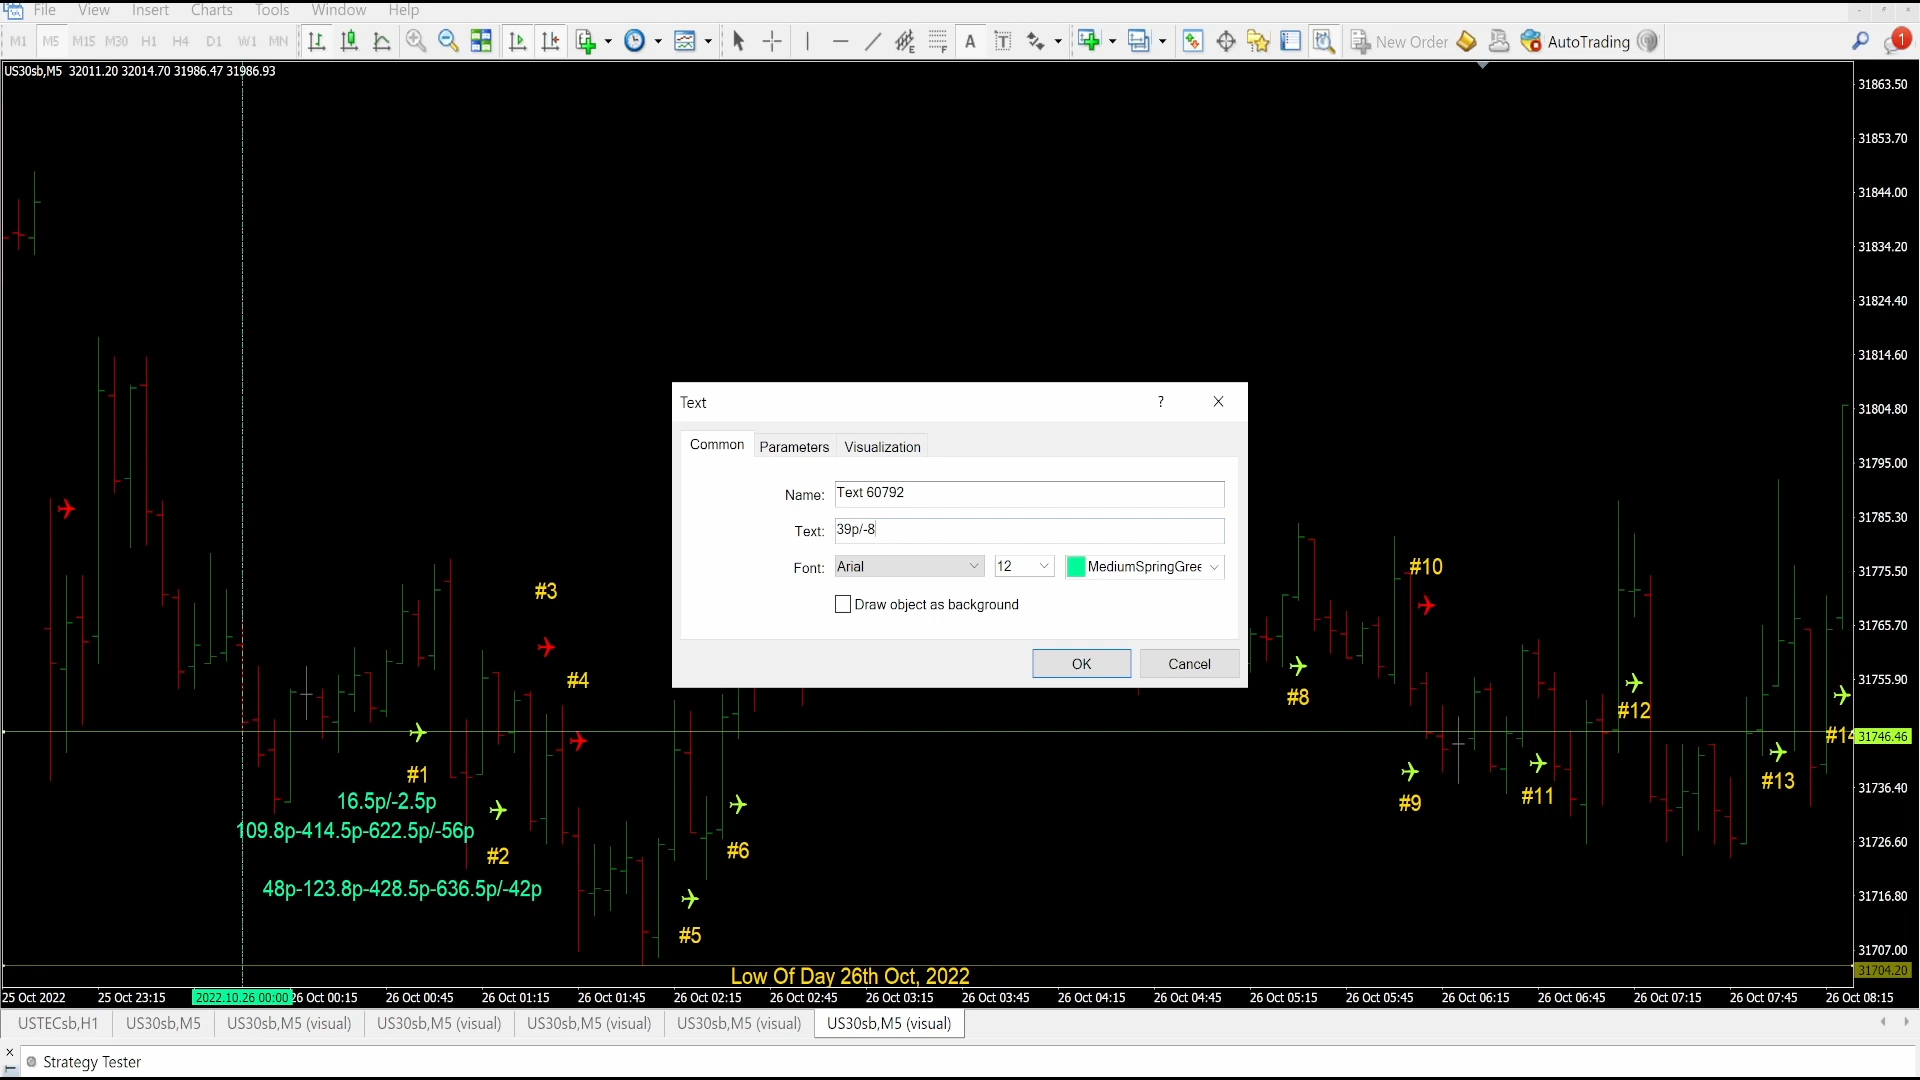 File View Insert Charts Tools Window Help
M1 M5 M15 M30 H1 H4 D1 W1 MN A T E F New Order AutoTrading 1
US30sb,M5 32011.20 32014.70 31986.47 31986.93
31863.50
31853.70
31844.00
31834.20
31824.40
31814.60
31804.80
31795.00
31785.30
31775.50
31765.70
31755.90
31746.46
31736.40
31726.60
31716.80
31707.00
31704.20
Text ?
Common Parameters Visualization
Name: Text 60792
Text: 39p/-8
Font: Arial 12 MediumSpringGree
Draw object as background
OK Cancel
#10
#3
#4
#8
#12
#14
#1
#13
#11
#9
16.5p/-2.5p
109.8p-414.5p-622.5p/-56p
#6
#2
48p-123.8p-428.5p-636.5p/-42p
#5
Low Of Day 26th Oct, 2022
25 Oct 2022 25 Oct 23:15 2022.10.26 00:00 26 Oct 00:15 26 Oct 00:45 26 Oct 01:15 26 Oct 01:45 26 Oct 02:15 26 Oct 02:45 26 Oct 03:15 26 Oct 03:45 26 Oct 04:15 26 Oct 04:45 26 Oct 05:15 26 Oct 05:45 26 Oct 06:15 26 Oct 06:45 26 Oct 07:15 26 Oct 07:45 26 Oct 08:15
USTECsb,H1 US30sb,M5 US30sb,M5 (visual) US30sb,M5 (visual) US30sb,M5 (visual) US30sb,M5 (visual) US30sb,M5 (visual)
Strategy Tester